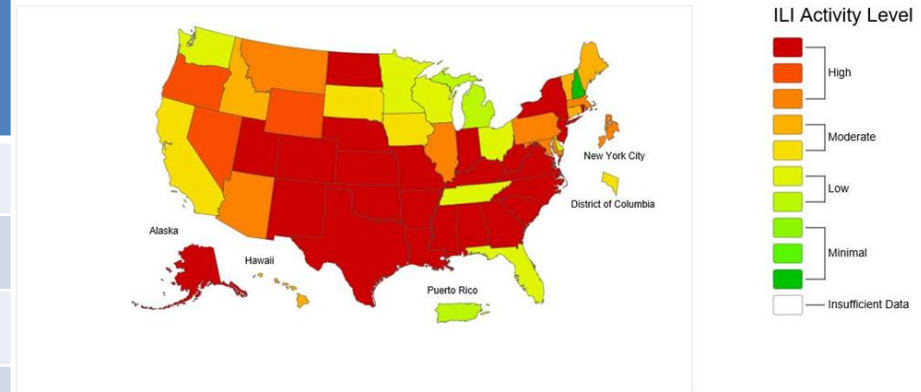 ILI Activity Level
High
Moderate
Low
Minimal
Insufficient Data
New York City
District of Columbia
Alaska
Hawaii
Puerto Rico